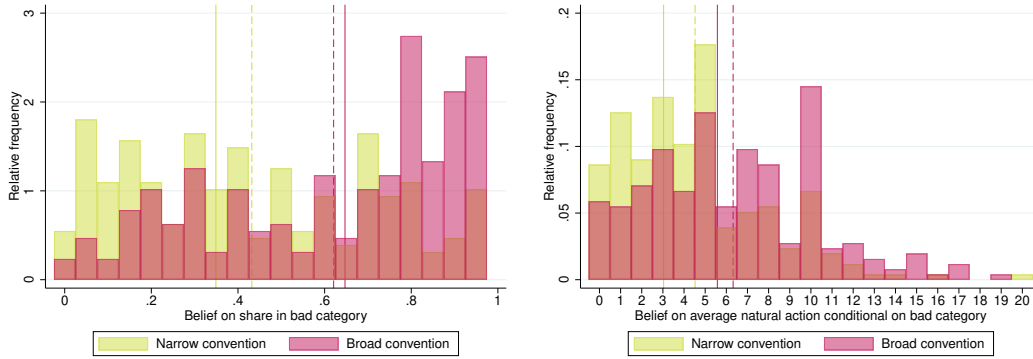 3
2
1
0
Relative frequency
0 .2 .4 .6 .8 1
Belief on share in bad category
Narrow convention Broad convention
.2
.15
.1
.05
0
Relative frequency
0 1 2 3 4 5 6 7 8 9 10 11 12 13 14 15 16 17 18 19 20
Belief on average natural action conditional on bad category
Narrow convention Broad convention